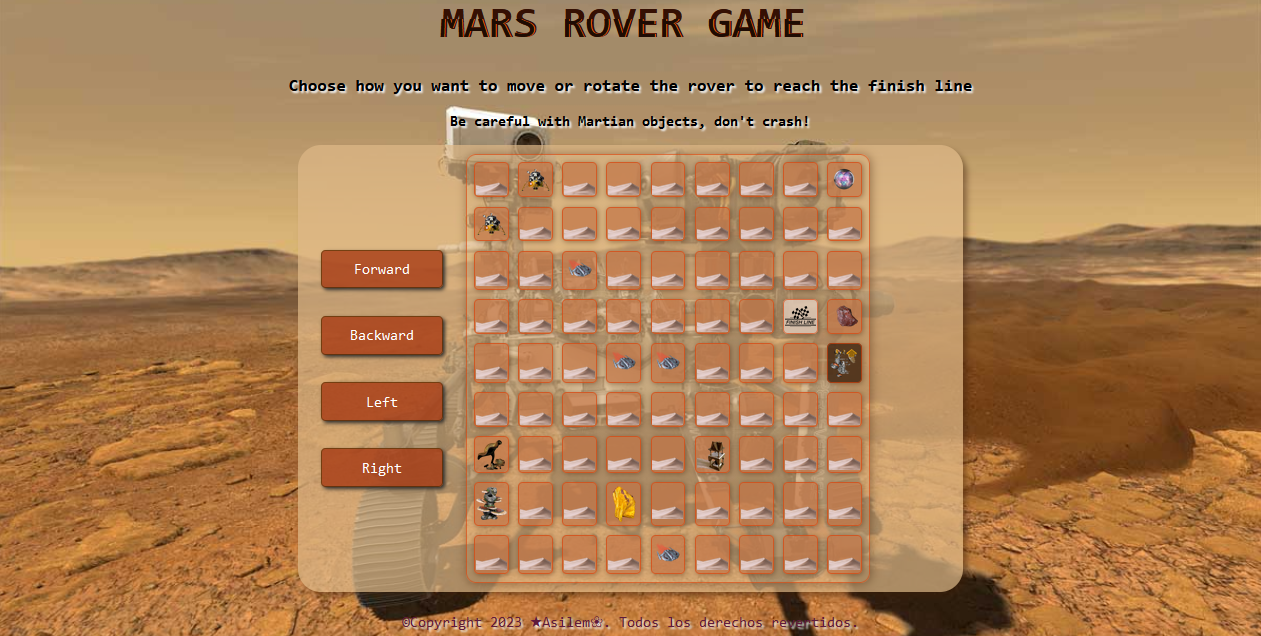 MARS ROVER GAME
Choose how you want to move or rotate the rover to reach the finish line
Be careful with Martian objects, don't crash!
Forward
Backward
Left
Right
FINISH LINE
©Copyright 2023 ★Asilem❀. Todos los derechos revertidos.